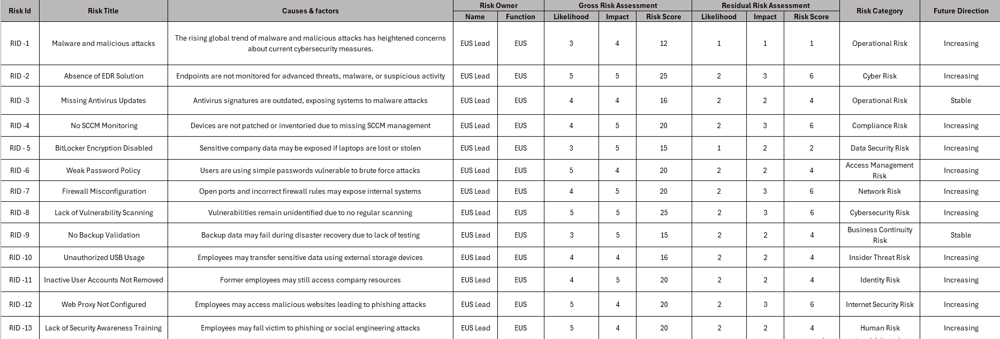 Risk Id Risk Title Causes & factors Risk Owner Gross Risk Assessment Residual Risk Assessment Risk Category Future Direction
Name Function Likelihood Impact Risk Score Likelihood Impact Risk Score
RID -1 Malware and malicious attacks The rising global trend of malware and malicious attacks has heightened concerns
about current cybersecurity measures. EUS Lead EUS 3 4 12 1 1 1 Operational Risk Increasing
RID -2 Absence of EDR Solution Endpoints are not monitored for advanced threats, malware, or suspicious activity EUS Lead EUS 5 5 25 2 3 6 Cyber Risk Increasing
RID -3 Missing Antivirus Updates Antivirus signatures are outdated, exposing systems to malware attacks EUS Lead EUS 4 4 16 2 2 4 Operational Risk Stable
RID -4 No SCCM Monitoring Devices are not patched or inventoried due to missing SCCM management EUS Lead EUS 4 5 20 2 3 6 Compliance Risk Increasing
RID - 5 BitLocker Encryption Disabled Sensitive company data may be exposed if laptops are lost or stolen EUS Lead EUS 3 5 15 1 2 2 Data Security Risk Increasing
RID -6 Weak Password Policy Users are using simple passwords vulnerable to brute force attacks EUS Lead EUS 5 4 20 2 2 4 Access Management
Risk Increasing
RID -7 Firewall Misconfiguration Open ports and incorrect firewall rules may expose internal systems EUS Lead EUS 4 5 20 2 3 6 Network Risk Increasing
RID -8 Lack of Vulnerability Scanning Vulnerabilities remain unidentified due to no regular scanning EUS Lead EUS 5 5 25 2 3 6 Cybersecurity Risk Increasing
RID -9 No Backup Validation Backup data may fail during disaster recovery due to lack of testing EUS Lead EUS 3 5 15 2 2 4 Business Continuity
Risk Stable
RID -10 Unauthorized USB Usage Employees may transfer sensitive data using external storage devices EUS Lead EUS 4 4 16 2 2 4 Insider Threat Risk Increasing
RID -11 Inactive User Accounts Not Removed Former employees may still access company resources EUS Lead EUS 4 5 20 2 2 4 Identity Risk Increasing
RID -12 Web Proxy Not Configured Employees may access malicious websites leading to phishing attacks EUS Lead EUS 5 4 20 2 3 6 Internet Security Risk Increasing
RID -13 Lack of Security Awareness Training Employees may fall victim to phishing or social engineering attacks EUS Lead EUS 5 4 20 2 2 4 Human Risk Increasing